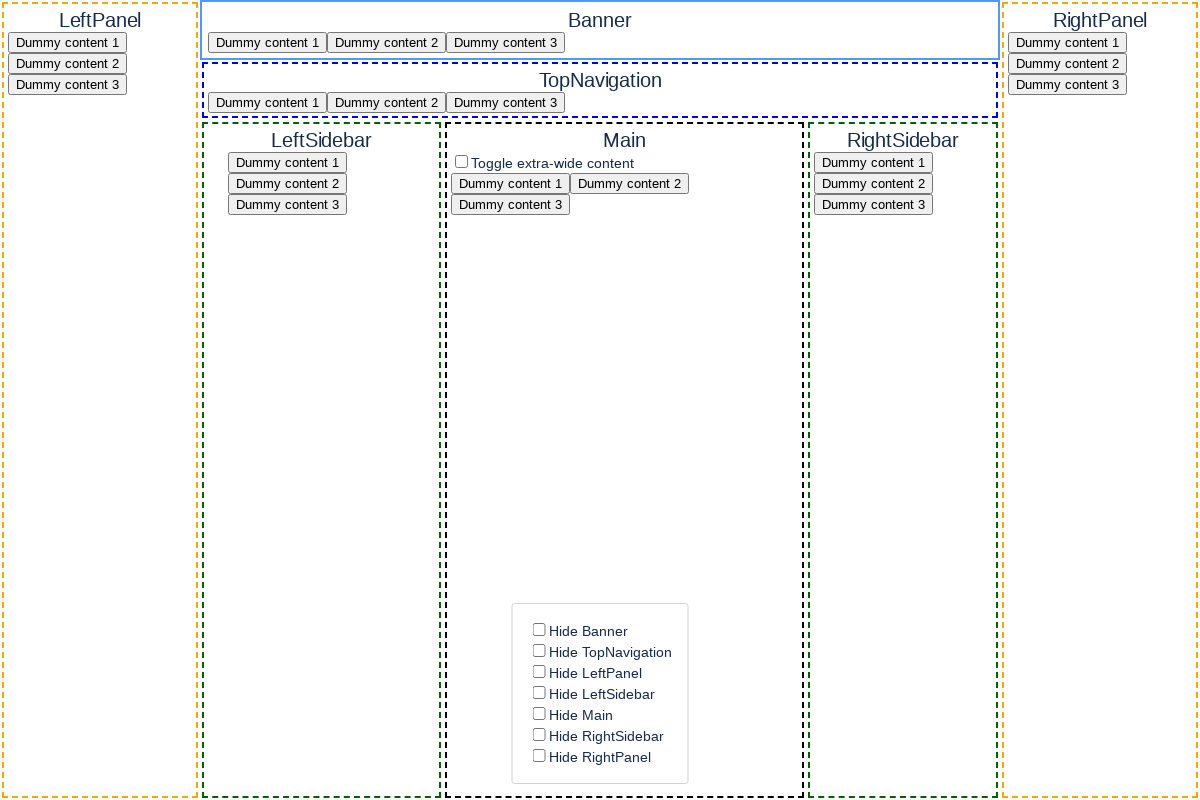 LeftPanel
Dummy content 1
Dummy content 2
Dummy content 3
Banner
Dummy content 1 Dummy content 2 Dummy content 3
TopNavigation
Dummy content 1 Dummy content 2 Dummy content 3
LeftSidebar
Dummy content 1
Dummy content 2
Dummy content 3
Main
Toggle extra-wide content
Dummy content 1 Dummy content 2
Dummy content 3
Hide Banner
Hide TopNavigation
Hide LeftPanel
Hide LeftSidebar
Hide Main
Hide RightSidebar
Hide RightPanel
RightSidebar
Dummy content 1
Dummy content 2
Dummy content 3
RightPanel
Dummy content 1
Dummy content 2
Dummy content 3